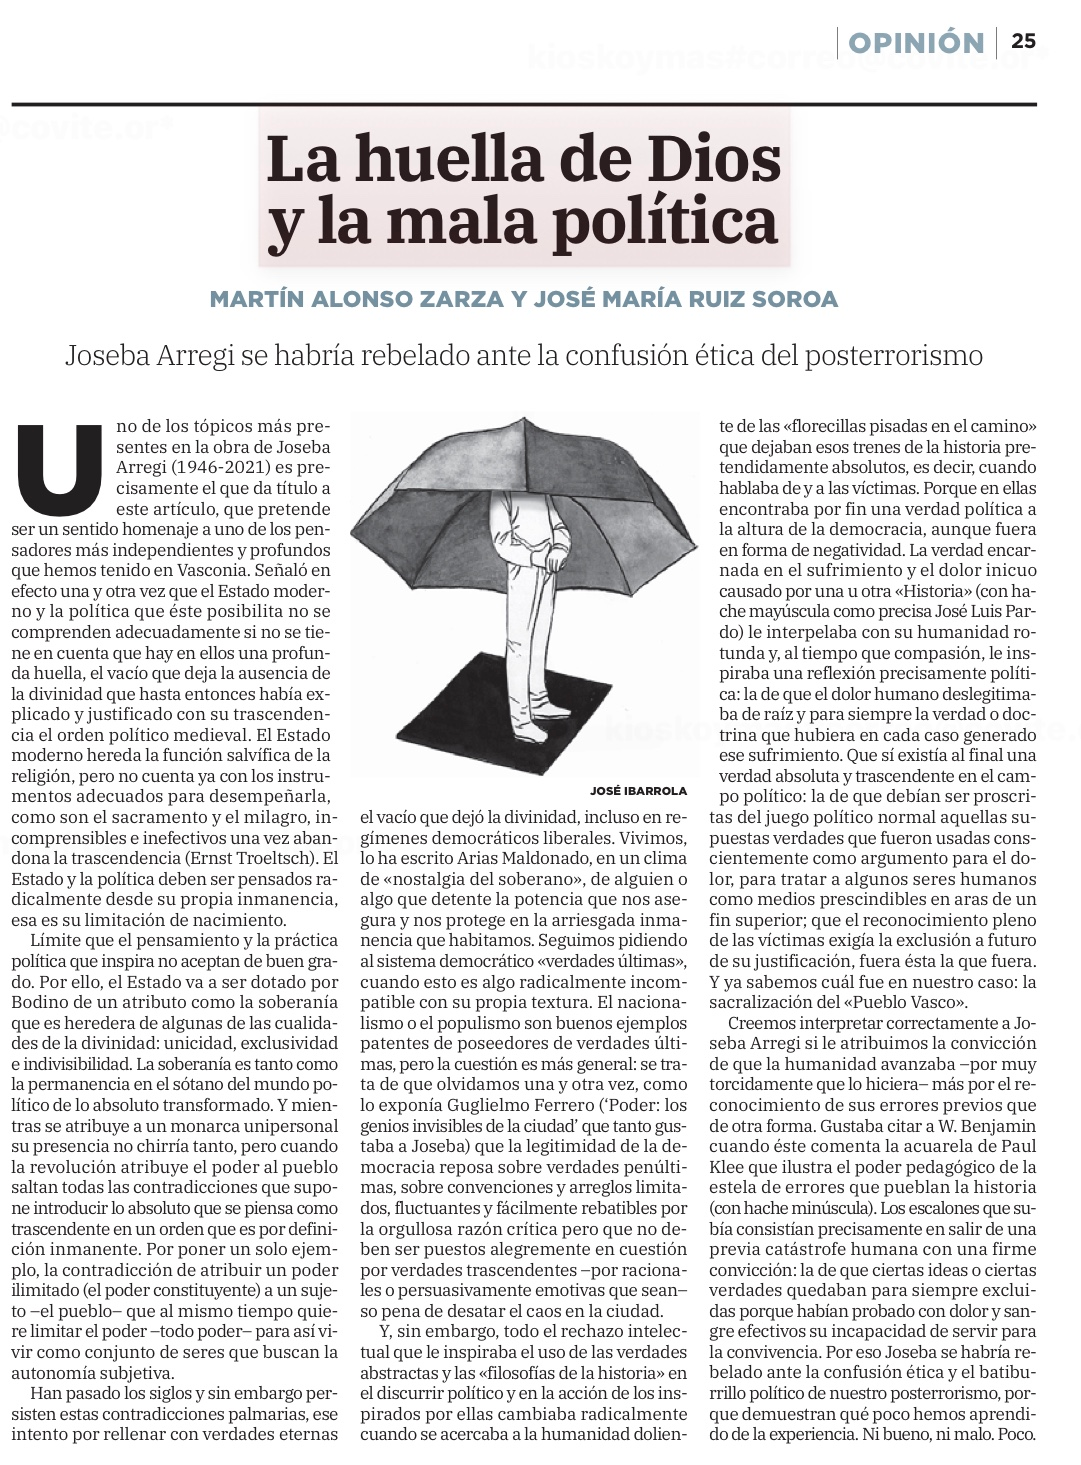 OPINIÓN 25
La huella de Dios
y la mala política
MARTÍN ALONSO ZARZA Y JOSÉ MARÍA RUIZ SOROA
Joseba Arregi se habría rebelado ante la confusión ética del posterrorismo
Uno de los tópicos más pre-
sentes en la obra de Joseba
Arregi (1946-2021) es pre-
cisamente el que da título a
este artículo, que pretende
ser un sentido homenaje a uno de los pen-
sadores más independientes y profundos
que hemos tenido en Vasconia. Señaló en
efecto una y otra vez que el Estado moder-
no y la política que éste posibilita no se
comprenden adecuadamente si no se tie-
ne en cuenta que hay en ellos una profun-
da huella, el vacío que deja la ausencia de
la divinidad que hasta entonces había ex-
plicado y justificado con su trascenden-
cia el orden político medieval. El Estado
moderno hereda la función salvífica de la
religión, pero no cuenta ya con los instru-
mentos adecuados para desempeñarla,
como son el sacramento y el milagro, in-
comprensibles e inefectivos una vez aban-
dona la trascendencia (Ernst Troeltsch). El
Estado y la política deben ser pensados ra-
dicalmente desde su propia inmanencia,
esa es su limitación de nacimiento.
Límite que el pensamiento y la práctica
política que inspira no aceptan de buen gra-
do. Por ello, el Estado va a ser dotado por
Bodino de un atributo como la soberanía
que es heredera de algunas de las cualida-
des de la divinidad: unicidad, exclusividad
e indivisibilidad. La soberanía es tanto como
la permanencia en el sótano del mundo po-
lítico de lo absoluto transformado. Y mien-
tras se atribuye a un monarca unipersonal
su presencia no chirría tanto, pero cuando
la revolución atribuye el poder al pueblo
saltan todas las contradicciones que supo-
ne introducir lo absoluto que se piensa como
trascendente en un orden que es por defini-
ción inmanente. Por poner un solo ejem-
plo, la contradicción de atribuir un poder
ilimitado (el poder constituyente) a un suje-
to –el pueblo– que al mismo tiempo quie-
re limitar el poder –todo poder– para así vi-
vir como conjunto de seres que buscan la
autonomía subjetiva.
Han pasado los siglos y sin embargo per-
sisten estas contradicciones palmarias, ese
intento por rellenar con verdades eternas
JOSÉ IBARROLA
el vacío que dejó la divinidad, incluso en re-
gímenes democráticos liberales. Vivimos,
lo ha escrito Arias Maldonado, en un clima
de «nostalgia del soberano», de alguien o
algo que detente la potencia que nos ase-
gura y nos protege en la arriesgada inma-
nencia que habitamos. Seguimos pidiendo
al sistema democrático «verdades últimas»,
cuando esto es algo radicalmente incom-
patible con su propia textura. El naciona-
lismo o el populismo son buenos ejemplos
patentes de poseedores de verdades últi-
mas, pero la cuestión es más general: se tra-
ta de que olvidamos una y otra vez, como
lo exponía Guglielmo Ferrero (‘Poder: los
genios invisibles de la ciudad’ que tanto gus-
taba a Joseba) que la legitimidad de la de-
mocracia reposa sobre verdades penúlti-
mas, sobre convenciones y arreglos limita-
dos, fluctuantes y fácilmente rebatibles por
la orgullosa razón crítica pero que no de-
ben ser puestos alegremente en cuestión
por verdades trascendentes –por raciona-
les o persuasivamente emotivas que sean–
so pena de desatar el caos en la ciudad.
Y, sin embargo, todo el rechazo intelec-
tual que le inspiraba el uso de las verdades
abstractas y las «filosofías de la historia» en
el discurrir político y en la acción de los ins-
pirados por ellas cambiaba radicalmente
cuando se acercaba a la humanidad dolien-
te de las «florecillas pisadas en el camino»
que dejaban esos trenes de la historia pre-
tendidamente absolutos, es decir, cuando
hablaba de y a las víctimas. Porque en ellas
encontraba por fin una verdad política a
la altura de la democracia, aunque fuera
en forma de negatividad. La verdad encar-
nada en el sufrimiento y el dolor inicuo
causado por una u otra «Historia» (con ha-
che mayúscula como precisa José Luis Par-
do) le interpelaba con su humanidad ro-
tunda y, al tiempo que compasión, le ins-
piraba una reflexión precisamente políti-
ca: la de que el dolor humano deslegitima-
ba de raíz y para siempre la verdad o doc-
trina que hubiera en cada caso generado
ese sufrimiento. Que sí existía al final una
verdad absoluta y trascendente en el cam-
po político: la de que debían ser proscri-
tas del juego político normal aquellas su-
puestas verdades que fueron usadas cons-
cientemente como argumento para el do-
lor, para tratar a algunos seres humanos
como medios prescindibles en aras de un
fin superior; que el reconocimiento pleno
de las víctimas exigía la exclusión a futuro
de su justificación, fuera ésta la que fuera.
Y ya sabemos cuál fue en nuestro caso: la
sacralización del «Pueblo Vasco».
Creemos interpretar correctamente a Jo-
seba Arregi si le atribuimos la convicción
de que la humanidad avanzaba –por muy
torcidamente que lo hiciera– más por el re-
conocimiento de sus errores previos que
de otra forma. Gustaba citar a W. Benjamin
cuando éste comenta la acuarela de Paul
Klee que ilustra el poder pedagógico de la
estela de errores que pueblan la historia
(con hache minúscula). Los escalones que su-
bía consistían precisamente en salir de una
previa catástrofe humana con una firme
convicción: la de que ciertas ideas o ciertas
verdades quedaban para siempre exclui-
das porque habían probado con dolor y san-
gre efectivos su incapacidad de servir para
la convivencia. Por eso Joseba se habría re-
belado ante la confusión ética y el batibu-
rrillo político de nuestro posterrorismo, por-
que demuestran qué poco hemos aprendi-
do de la experiencia. Ni bueno, ni malo. Poco.